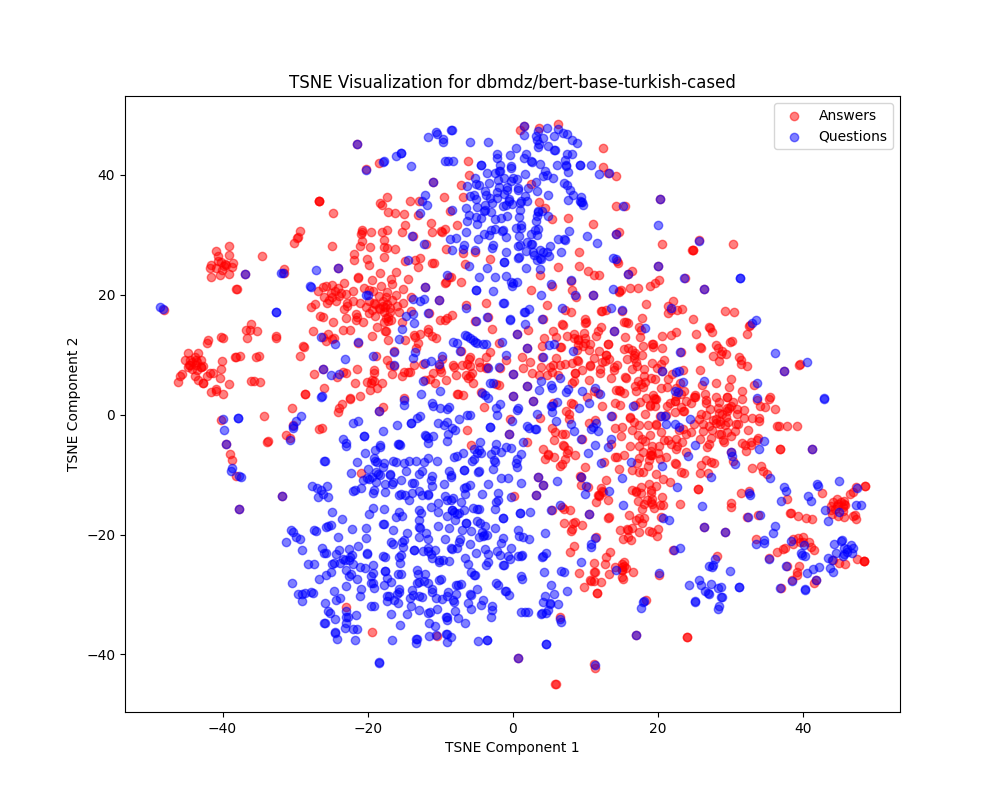 TSNE Visualization for dbmdz/bert-base-turkish-cased
Answers
Questions
TSNE Component 2
40
20
0
−20
−40
−40
−20
0
20
40
TSNE Component 1